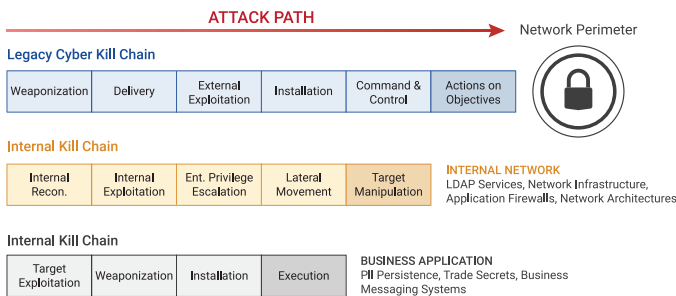 ATTACK PATH
Network Perimeter
Legacy Cyber Kill Chain
Weaponization
Delivery
External
Exploitation
Installation
Command &
Control
Actions on
Objectives
Internal Kill Chain
Internal
Recon.
Internal
Exploitation
Ent. Privilege
Escalation
Lateral
Movement
Target
Manipulation
INTERNAL NETWORK
LDAP Services, Network Infrastructure,
Application Firewalls, Network Architectures
Internal Kill Chain
Target
Exploitation
Weaponization
Installation
Execution
BUSINESS APPLICATION
PII Persistence, Trade Secrets, Business
Messaging Systems